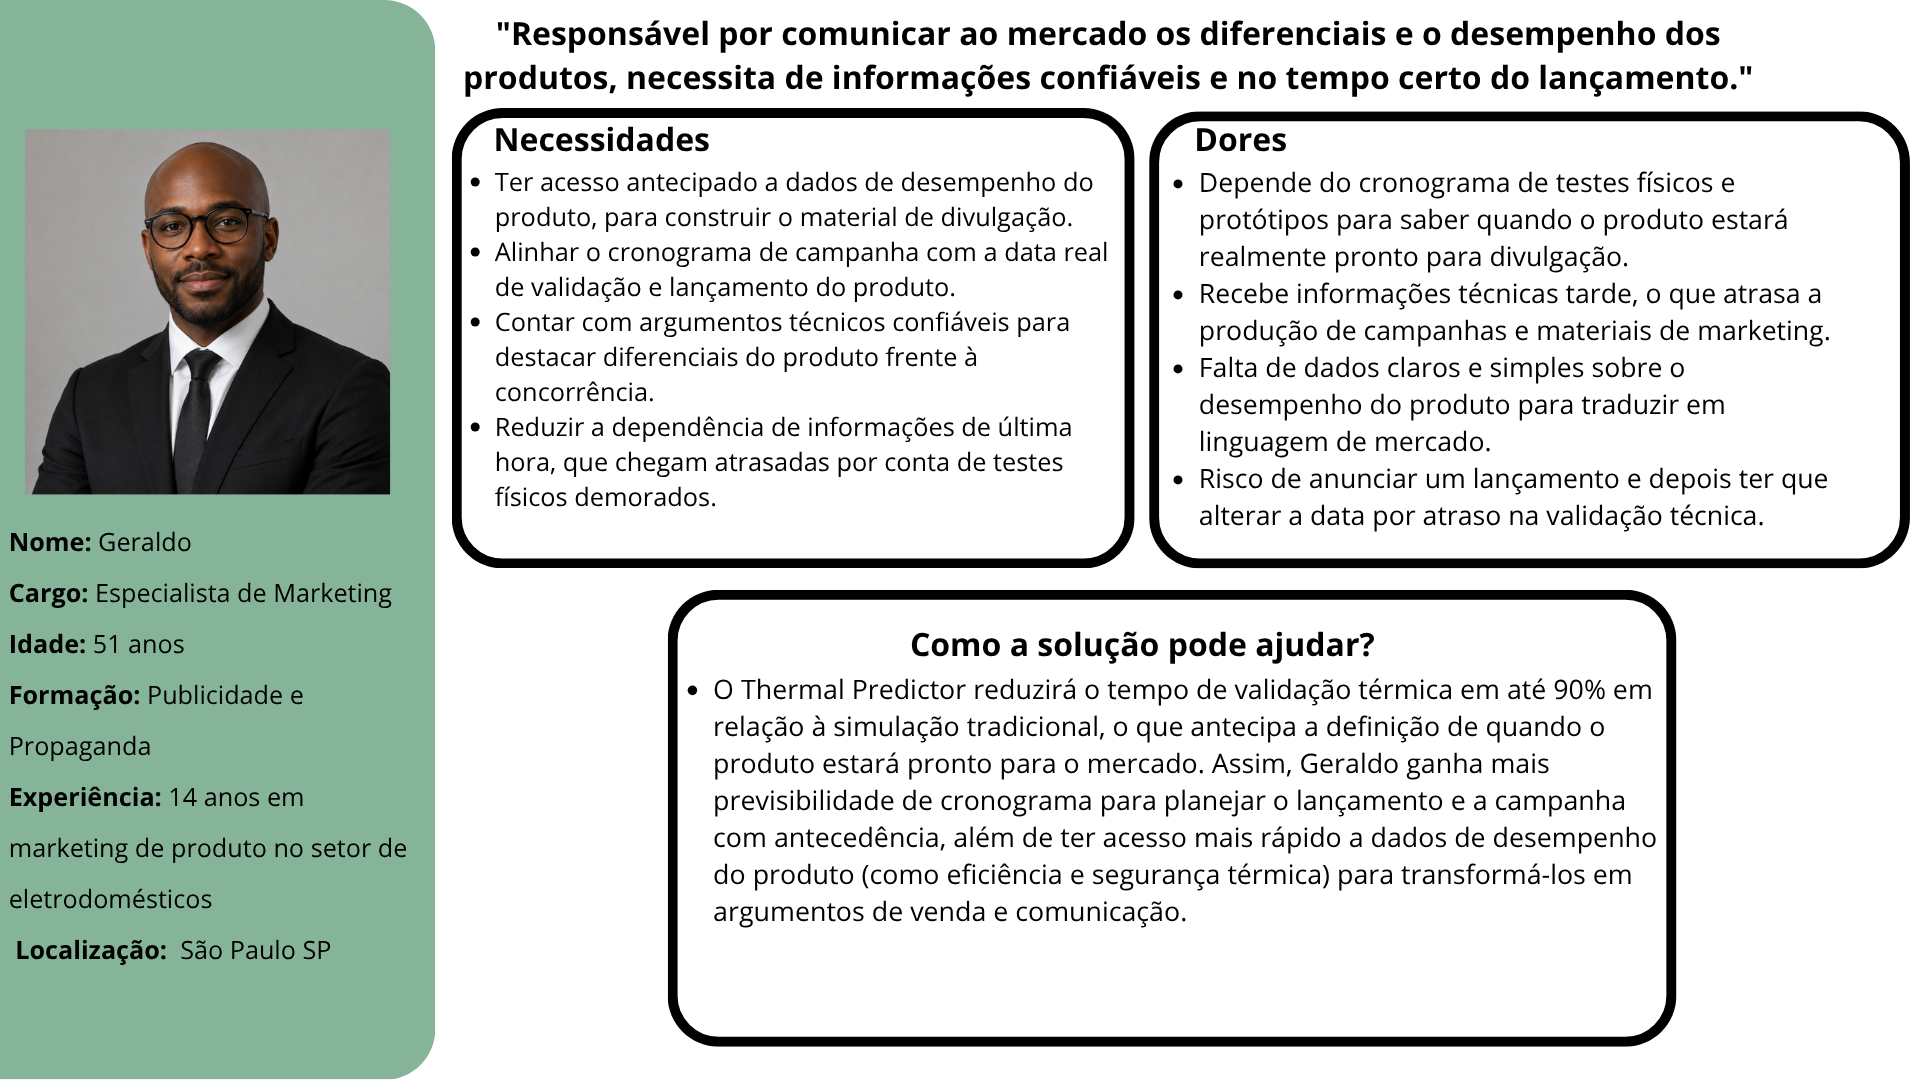 "Responsável por comunicar ao mercado os diferenciais e o desempenho dos
produtos, necessita de informações confiáveis e no tempo certo do lançamento."
Nome: Geraldo
Cargo: Especialista de Marketing
Idade: 51 anos
Formação: Publicidade e
Propaganda
Experiência: 14 anos em
marketing de produto no setor de
eletrodomésticos
Localização: São Paulo SP
Necessidades
• Ter acesso antecipado a dados de desempenho do
produto, para construir o material de divulgação.
• Alinhar o cronograma de campanha com a data real
de validação e lançamento do produto.
• Contar com argumentos técnicos confiáveis para
destacar diferenciais do produto frente à
concorrência.
• Reduzir a dependência de informações de última
hora, que chegam atrasadas por conta de testes
físicos demorados.
Dores
• Depende do cronograma de testes físicos e
protótipos para saber quando o produto estará
realmente pronto para divulgação.
• Recebe informações técnicas tarde, o que atrasa a
produção de campanhas e materiais de marketing.
• Falta de dados claros e simples sobre o
desempenho do produto para traduzir em
linguagem de mercado.
• Risco de anunciar um lançamento e depois ter que
alterar a data por atraso na validação técnica.
Como a solução pode ajudar?
• O Thermal Predictor reduzirá o tempo de validação térmica em até 90% em
relação à simulação tradicional, o que antecipa a definição de quando o
produto estará pronto para o mercado. Assim, Geraldo ganha mais
previsibilidade de cronograma para planejar o lançamento e a campanha
com antecedência, além de ter acesso mais rápido a dados de desempenho
do produto (como eficiência e segurança térmica) para transformá-los em
argumentos de venda e comunicação.